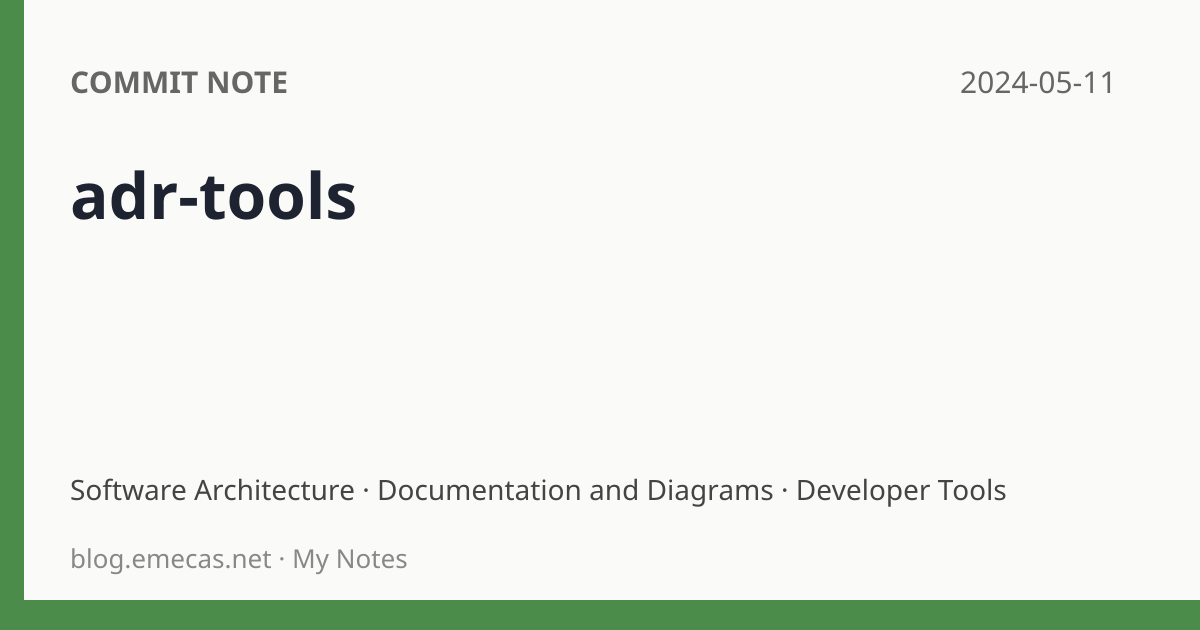 COMMIT NOTE 2024-05-11
adr-tools
Software Architecture · Documentation and Diagrams · Developer Tools
blog.emecas.net · My Notes